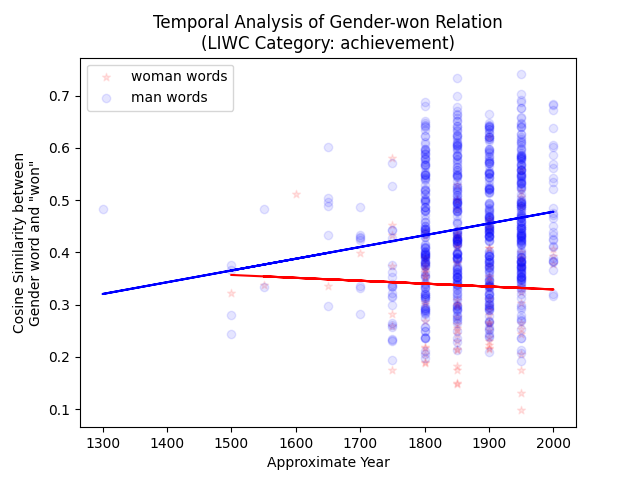 Temporal Analysis of Gender-won Relation
(LIWC Category: achievement)
woman words
man words
Cosine Similarity between
Gender word and "won"
0.7
0.6
0.5
0.4
0.3
0.2
0.1
1300 1400 1500 1600 1700 1800 1900 2000
Approximate Year